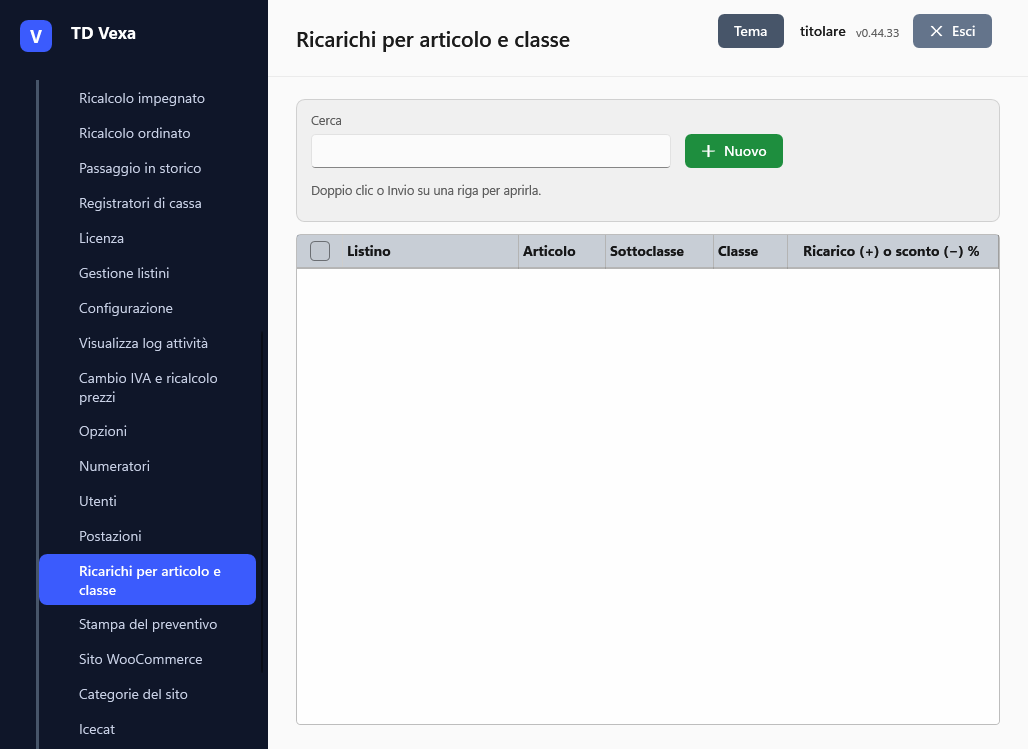 V
TD Vexa
Ricalcolo impegnato
Ricalcolo ordinato
Passaggio in storico
Registratori di cassa
Licenza
Gestione listini
Configurazione
Visualizza log attività
Cambio IVA e ricalcolo
prezzi
Opzioni
Numeratori
Utenti
Postazioni
Ricarichi per articolo e
classe
Stampa del preventivo
Sito WooCommerce
Categorie del sito
Icecat
Ricarichi per articolo e classe
Tema
titolare
v0.44.33
Esci
Cerca
Nuovo
Doppio clic o Invio su una riga per aprirla.
Listino Articolo Sottoclasse Classe Ricarico (+) o sconto (−) %